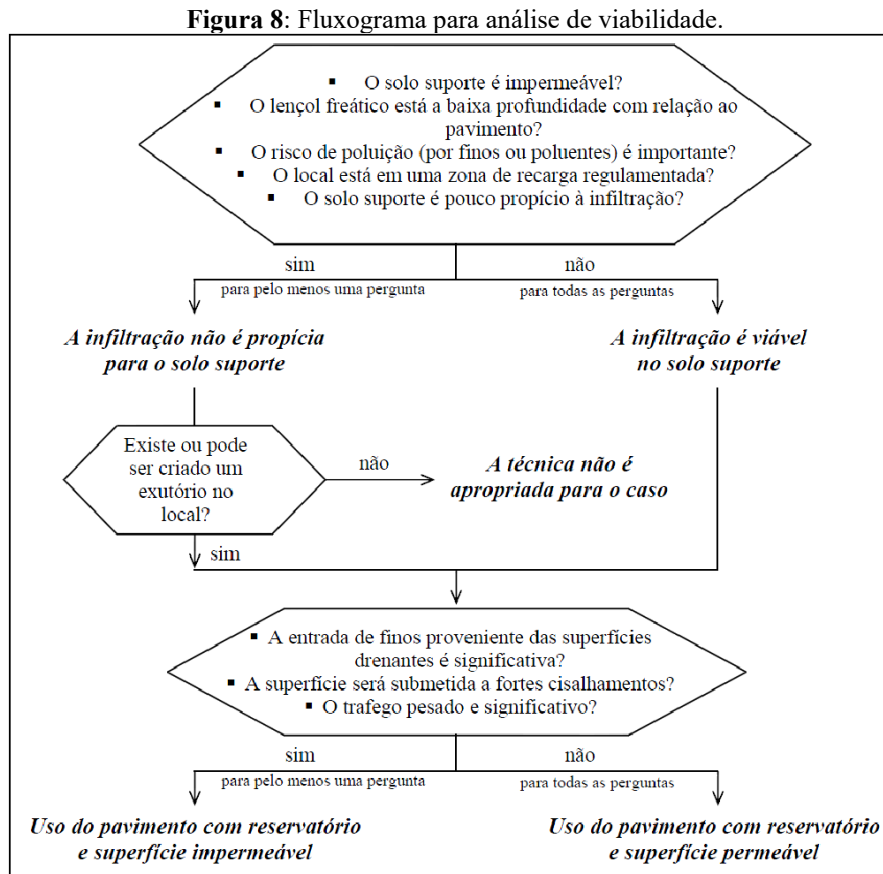 Figura 8: Fluxograma para análise de viabilidade.
▪ O solo suporte é impermeável?
▪ O lençol freático está a baixa profundidade com relação ao
pavimento?
▪ O risco de poluição (por finos ou poluentes) é importante?
▪ O local está em uma zona de recarga regulamentada?
▪ O solo suporte é pouco propício à infiltração?
sim
para pelo menos uma pergunta
não
para todas as perguntas
A infiltração não é propícia
para o solo suporte
A infiltração é viável
no solo suporte
Existe ou pode
ser criado um
exutório no
local?
não
A técnica não é
apropriada para o caso
sim
▪ A entrada de finos proveniente das superfícies
drenantes é significativa?
▪ A superfície será submetida a fortes cisalhamentos?
▪ O trafego pesado e significativo?
sim
para pelo menos uma pergunta
não
para todas as perguntas
Uso do pavimento com reservatório
e superfície impermeável
Uso do pavimento com reservatório
e superfície permeável